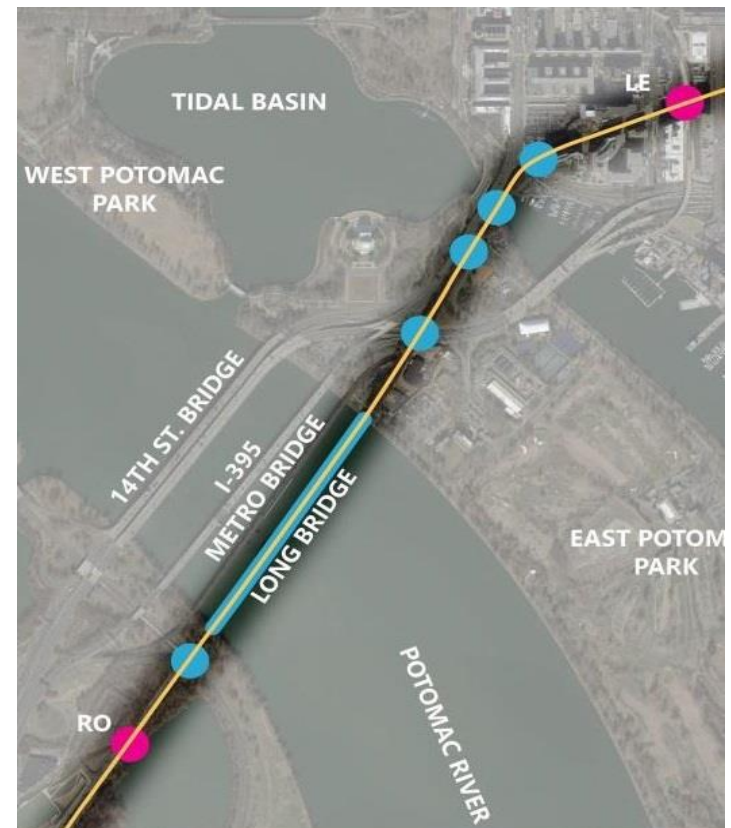 LE
TIDAL BASIN
WEST POTOMAC
PARK
14TH ST. BRIDGE
I-395
METRO BRIDGE
LONG BRIDGE
EAST POTOM
PARK
POTOMAC RIVER
RO